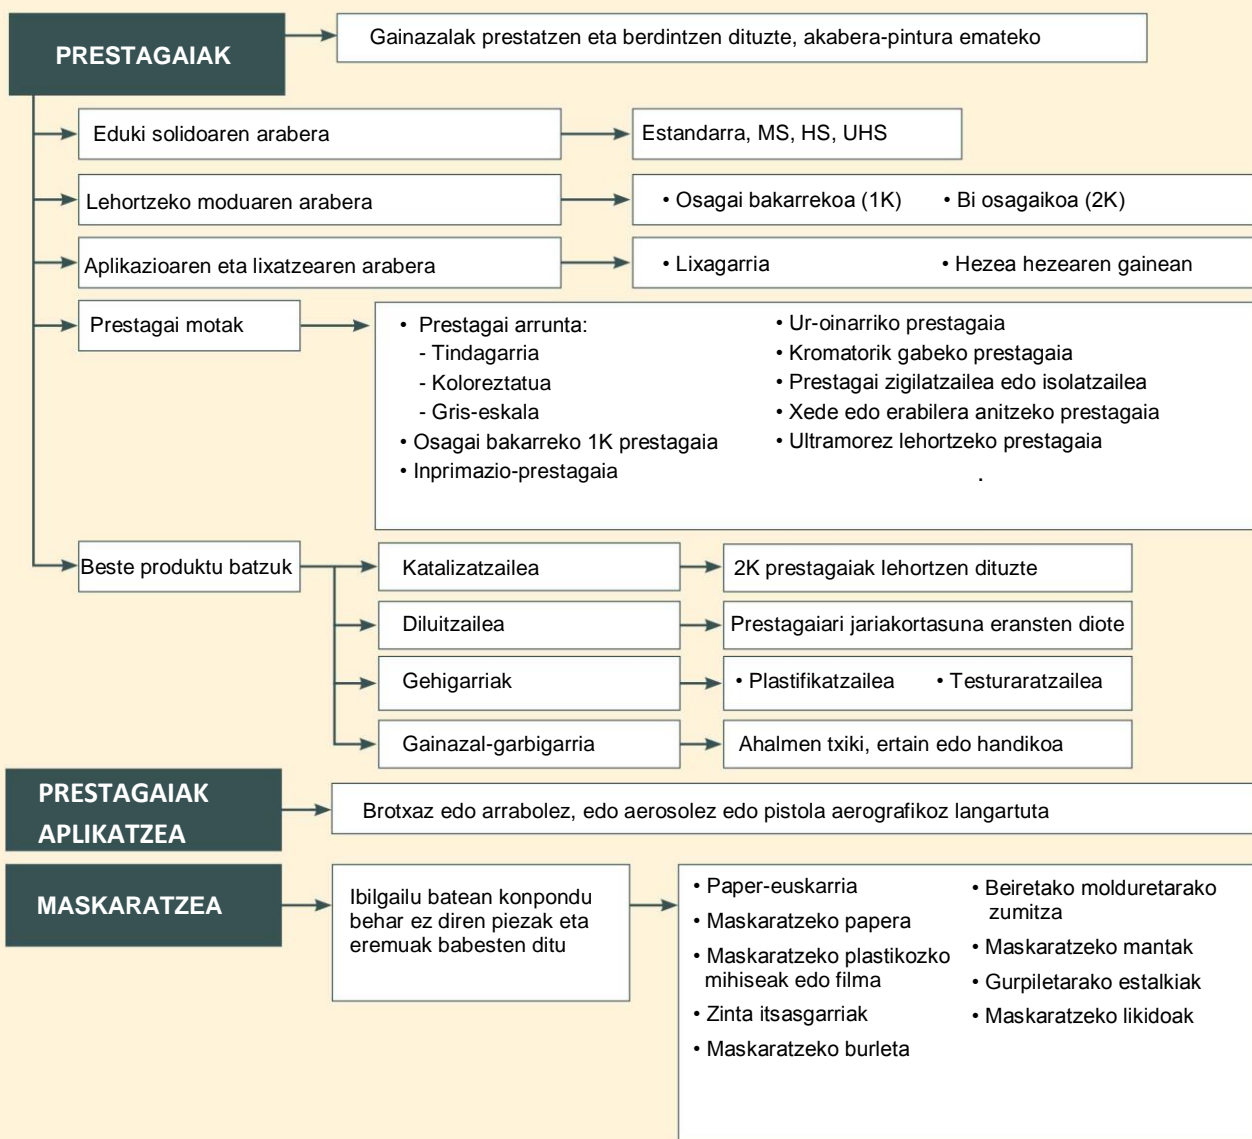 PRESTAGAIAK
Gainazalak prestatzen eta berdintzen dituzte, akabera-pintura emateko
Eduki solidoaren arabera
Estandarra, MS, HS, UHS
Lehortzeko moduaren arabera
• Osagai bakarrekoa (1K)
• Bi osagaikoa (2K)
Aplikazioaren eta lixatzearen arabera
• Lixagarria
• Hezea hezearen gainean
Prestagai motak
• Prestagai arrunta:
- Tindagarria
- Koloreztatua
- Gris-eskala
• Osagai bakarreko 1K prestagaia
• Inprimazio-prestagaia
• Ur-oinarriko prestagaia
• Kromatorik gabeko prestagaia
• Prestagai zigilatzailea edo isolatzailea
• Xede edo erabilera anitzeko prestagaia
• Ultramorez lehortzeko prestagaia
.
Beste produktu batzuk
Katalizatzailea
2K prestagaiak lehortzen dituzte
Diluitzailea
Prestagaiari jariakortasuna eransten diote
Gehigarriak
• Plastifikatzailea
• Testuraratzailea
Gainazal-garbigarria
Ahalmen txiki, ertain edo handikoa
PRESTAGAIAK
APLIKATZEA
Brotxaz edo arrabolez, edo aerosolez edo pistola aerografikoz langartuta
MASKARATZEA
Ibilgailu batean konpondu
behar ez diren piezak eta
eremuak babesten ditu
• Paper-euskarria
• Maskaratzeko papera
• Maskaratzeko plastikozko
mihiseak edo filma
• Zinta itsasgarriak
• Maskaratzeko burleta
• Beiretako molduretarako
zumitza
• Maskaratzeko mantak
• Gurpiletarako estalkiak
• Maskaratzeko likidoak